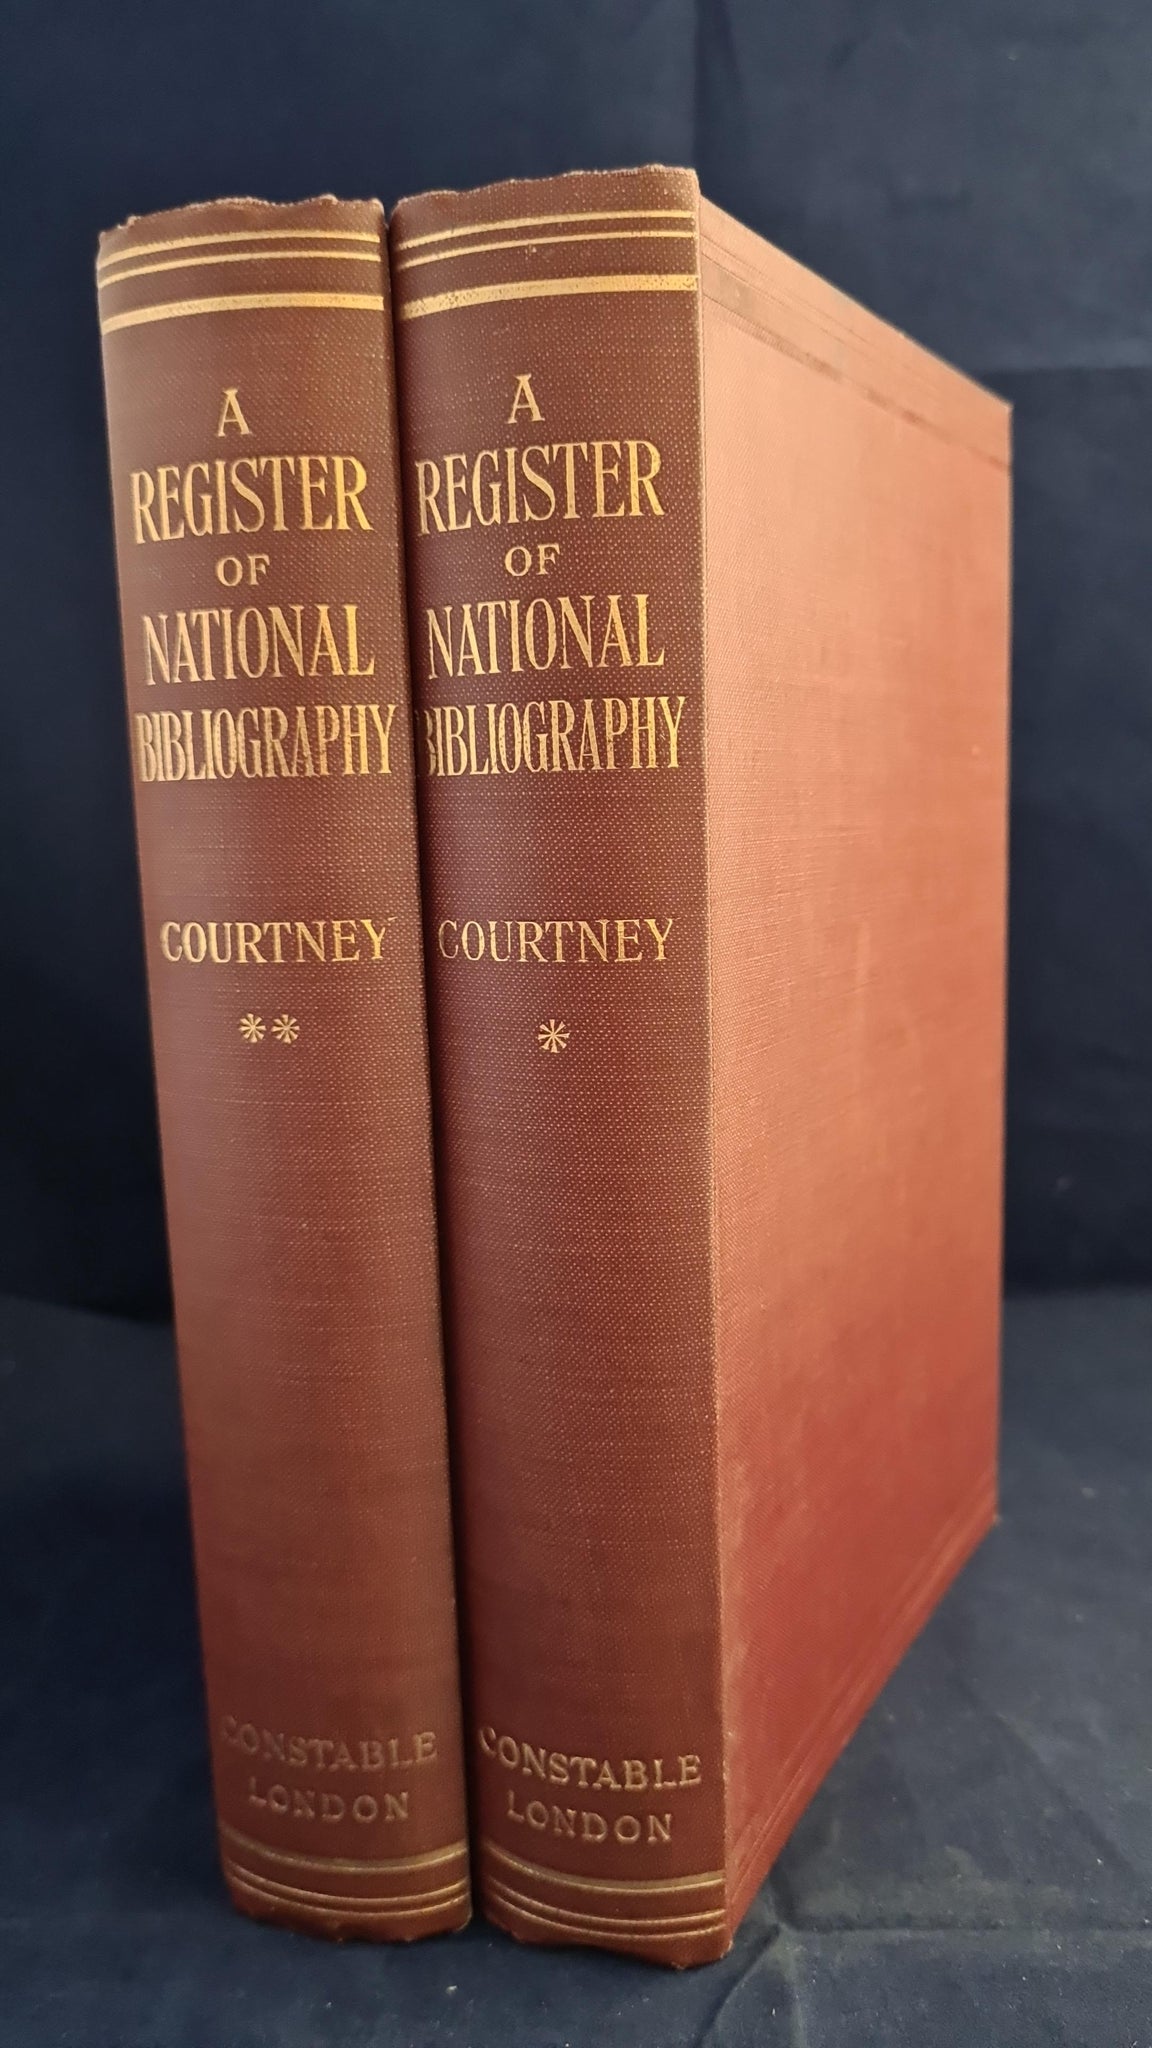 A
REGISTER
OF
NATIONAL
BIBLIOGRAPHY
COURTNEY
**
CONSTABLE
LONDON
A
REGISTER
OF
NATIONAL
BIBLIOGRAPHY
COURTNEY
*
CONSTABLE
LONDON